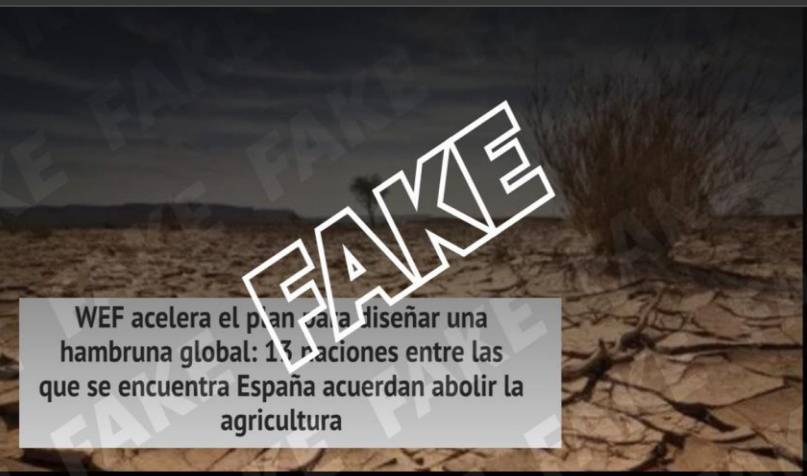 FAKE
WEF acelera el plan para diseñar una
hambruna global: 13 naciones entre las
que se encuentra España acuerdan abolir la
agricultura